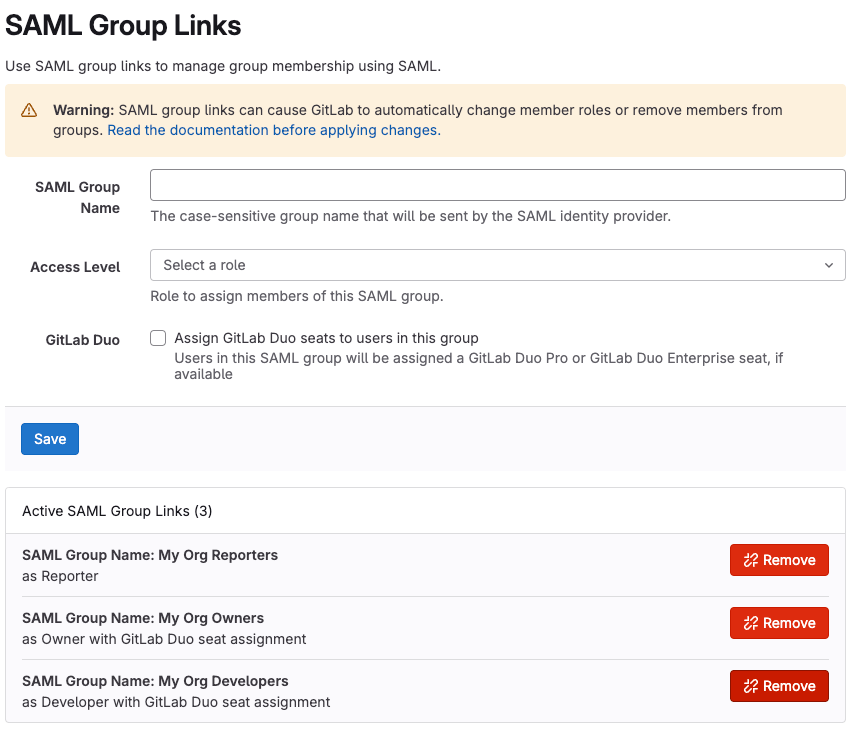 SAML Group Links
Use SAML group links to manage group membership using SAML.
Warning: SAML group links can cause GitLab to automatically change member roles or remove members from
groups. Read the documentation before applying changes.
SAML Group
Name
The case-sensitive group name that will be sent by the SAML identity provider.
Access Level
Select a role
Role to assign members of this SAML group.
GitLab Duo
Assign GitLab Duo seats to users in this group
Users in this SAML group will be assigned a GitLab Duo Pro or GitLab Duo Enterprise seat, if
available
Save
Active SAML Group Links (3)
SAML Group Name: My Org Reporters
as Reporter
Remove
SAML Group Name: My Org Owners
as Owner with GitLab Duo seat assignment
Remove
SAML Group Name: My Org Developers
as Developer with GitLab Duo seat assignment
Remove